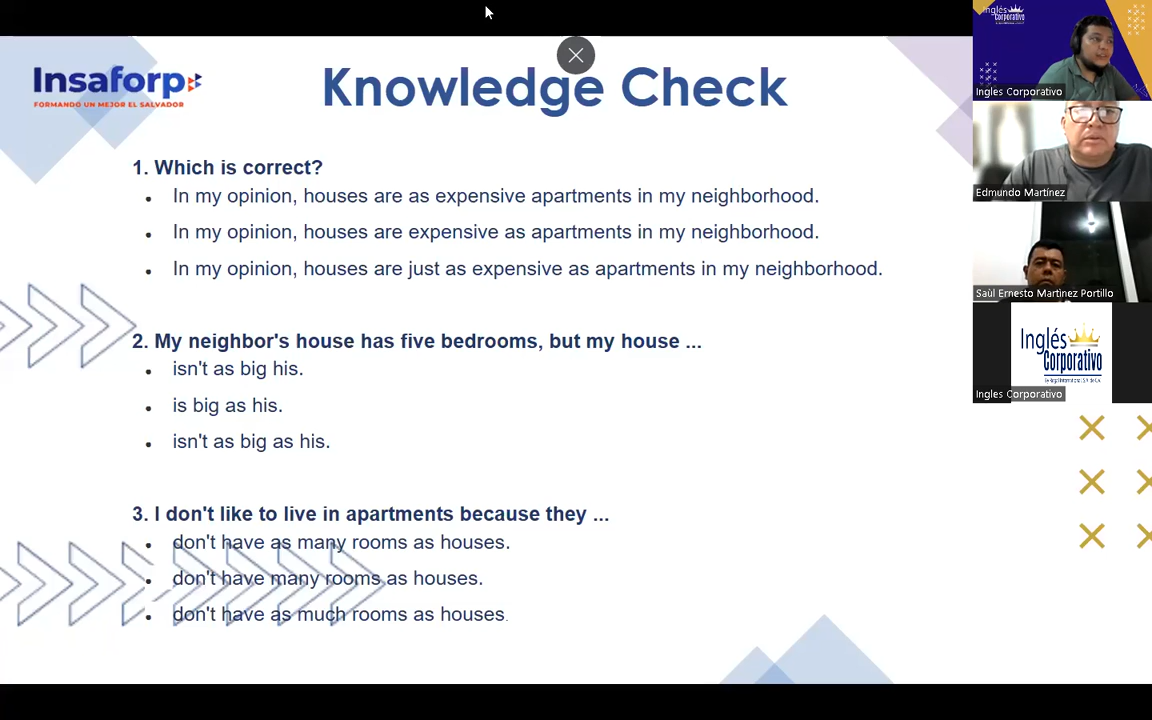 Insaforp
FORMANDO UN MEJOR EL SALVADOR
Knowledge Check
1. Which is correct?
• In my opinion, houses are as expensive apartments in my neighborhood.
• In my opinion, houses are expensive as apartments in my neighborhood.
• In my opinion, houses are just as expensive as apartments in my neighborhood.
2. My neighbor's house has five bedrooms, but my house ...
• isn't as big his.
• is big as his.
• isn't as big as his.
3. I don't like to live in apartments because they ...
• don't have as many rooms as houses.
• don't have many rooms as houses.
• don't have as much rooms as houses.
Inglés
Corporativo
Ingles Corporativo
Edmundo Martínez
Saùl Ernesto Martinez Portillo
Inglés
Corporativo
Ingles Corporativo